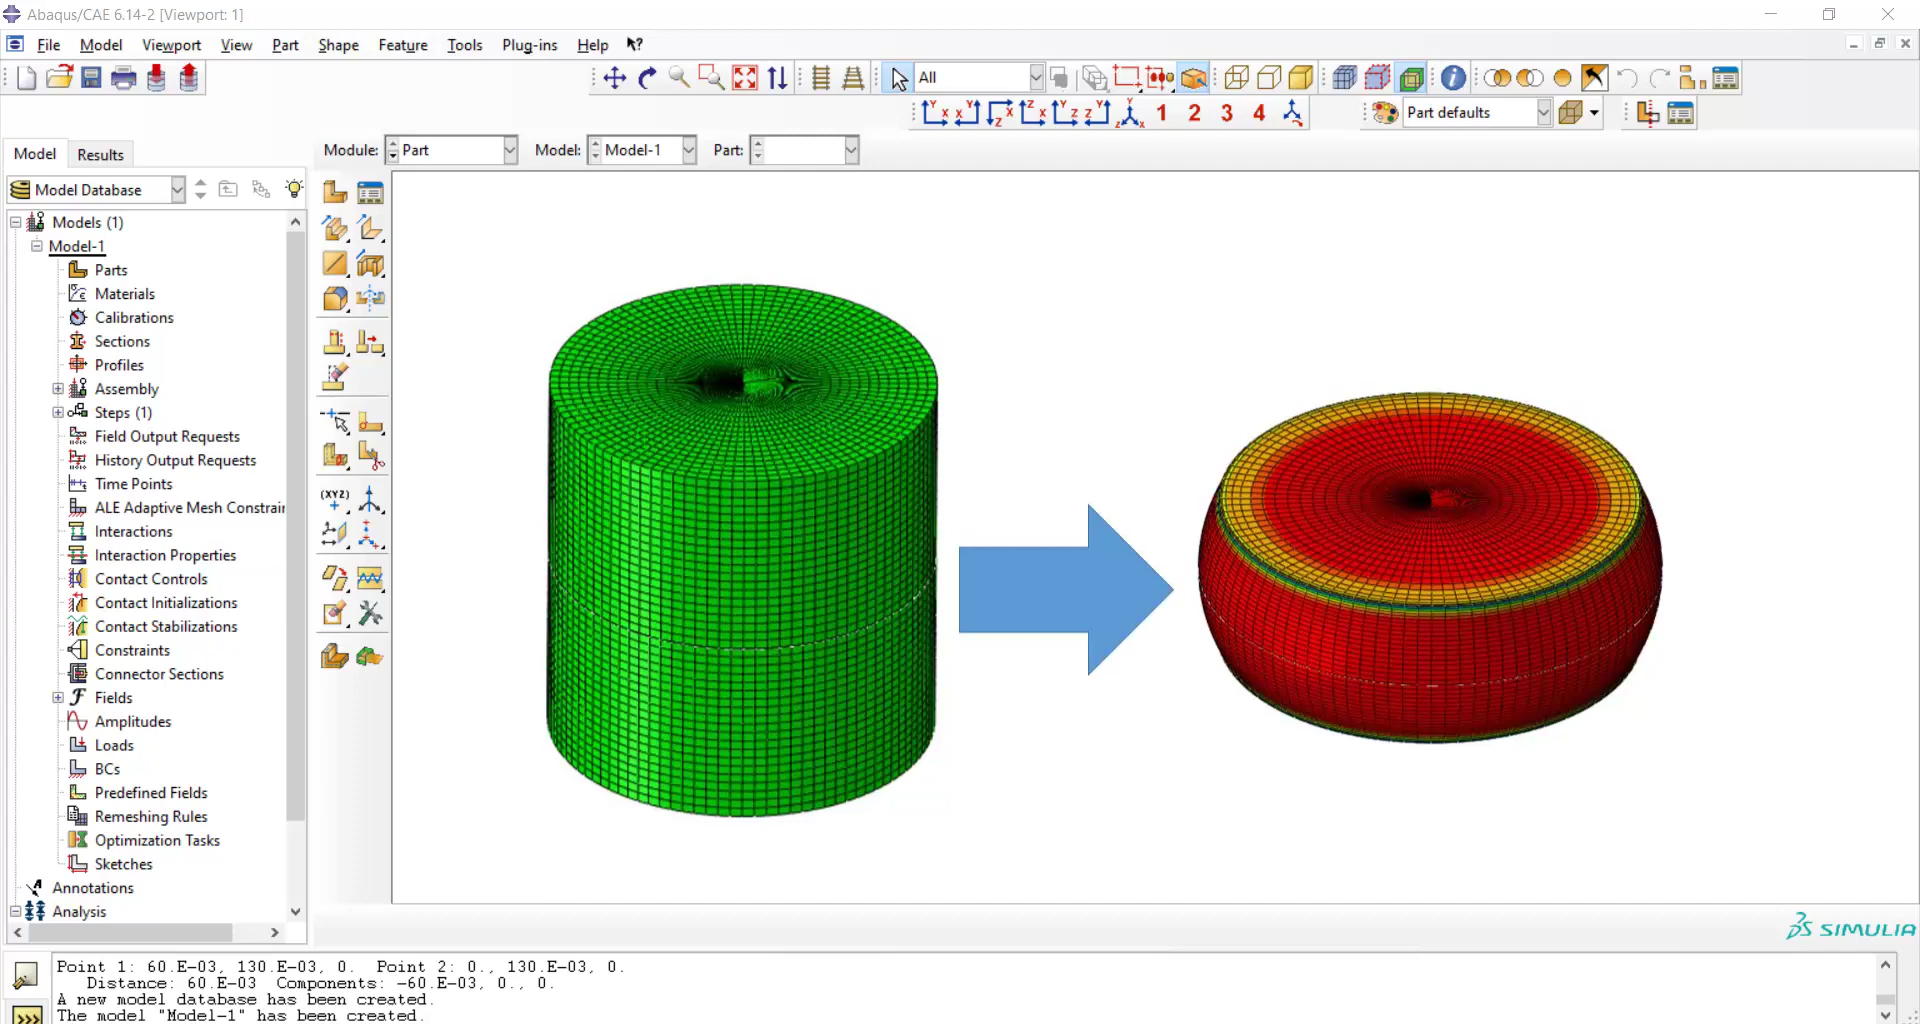 Abaqus/CAE 6.14-2 [Viewport: 1]
File Model Viewport View Part Shape Feature Tools Plug-ins Help
All
1 2 3 4
Part defaults
Model Results
Module: Part Model: Model-1 Part:
Model Database
Models (1)
Model-1
Parts
Materials
Calibrations
Sections
Profiles
Assembly
Steps (1)
Field Output Requests
History Output Requests
Time Points
ALE Adaptive Mesh Constrai
Interactions
Interaction Properties
Contact Controls
Contact Initializations
Contact Stabilizations
Constraints
Connector Sections
Fields
Amplitudes
Loads
BCs
Predefined Fields
Remeshing Rules
Optimization Tasks
Sketches
Annotations
Analysis
(XYZ)
SIMULIA
Point 1: 60.E-03, 130.E-03, 0. Point 2: 0., 130.E-03, 0.
Distance: 60.E-03 Components: -60.E-03, 0., 0.
A new model database has been created.
The model "Model-1" has been created.
>>>